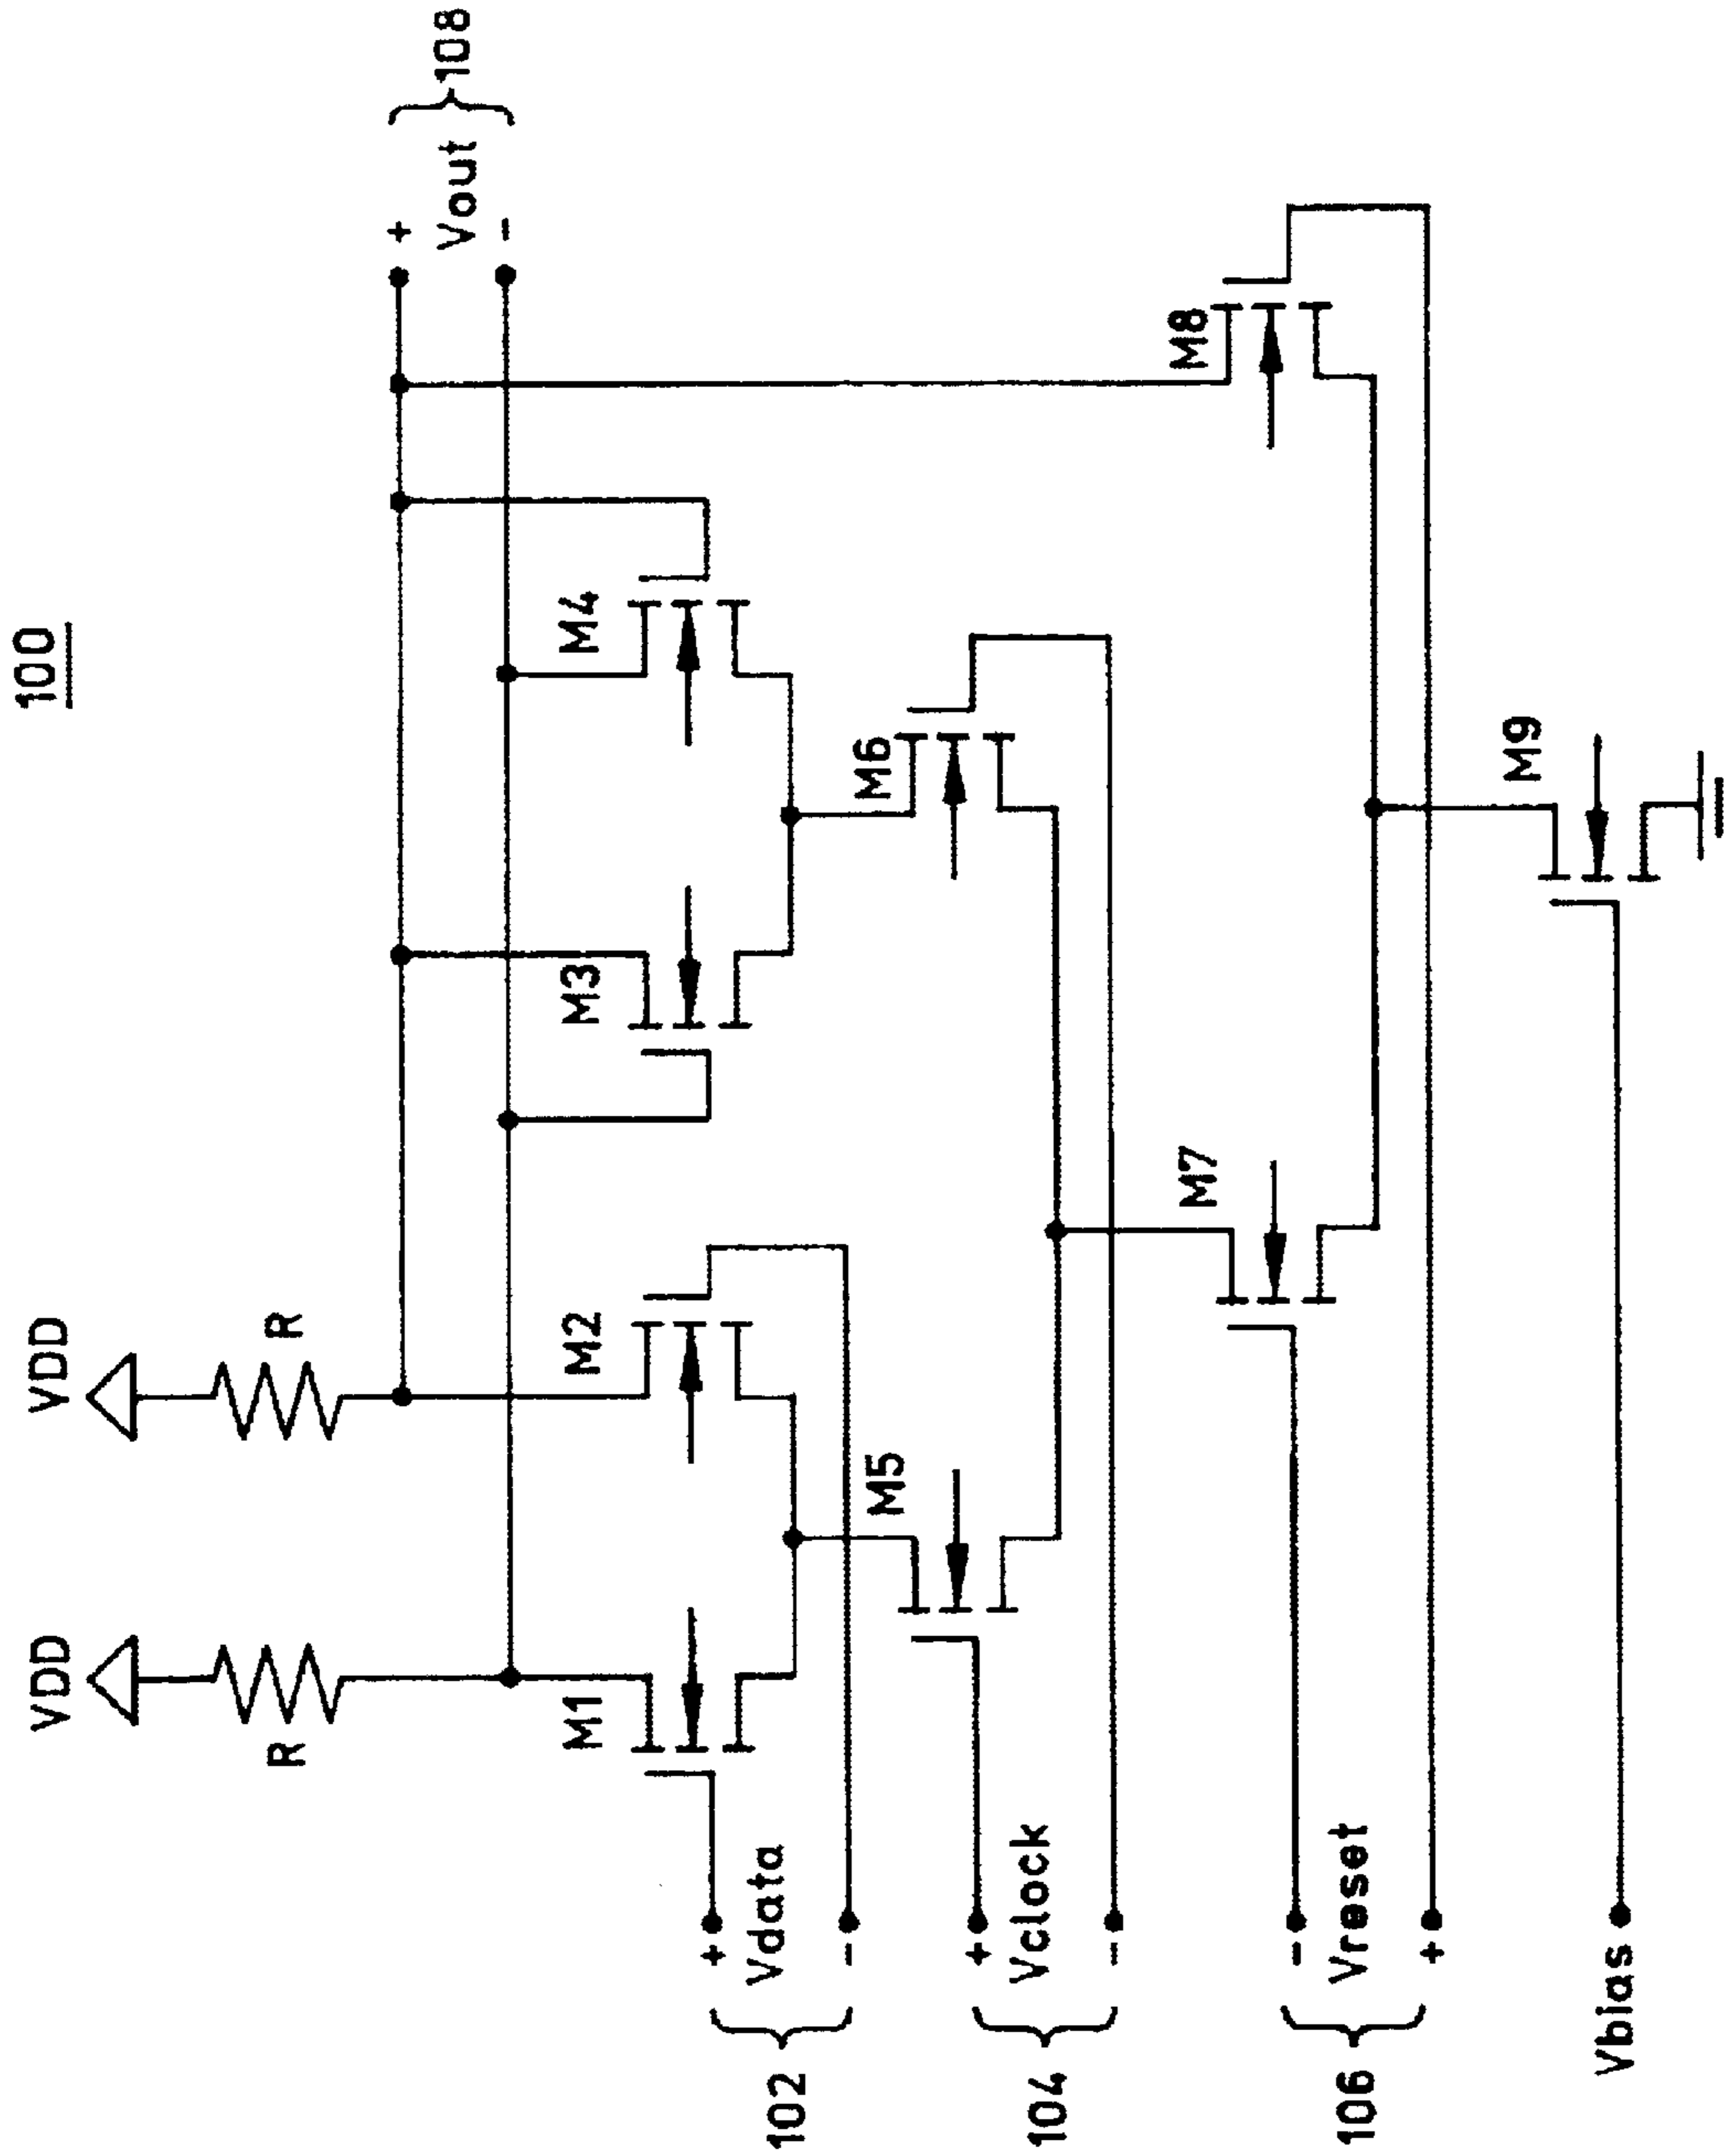 100
VDD
VDD
R
R
+
Vout
-
108
M1
M2
M3
M4
+
Vdata
-
102
M5
M6
+
Vclock
-
104
M7
M8
-
Vreset
+
106
M9
Vbias